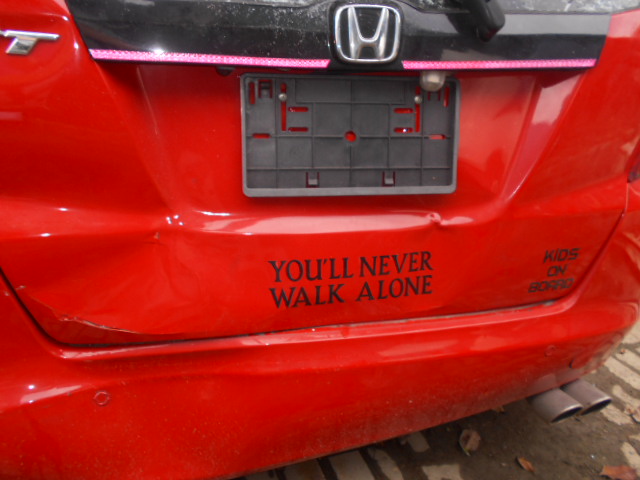 T
YOU'LL NEVER
WALK ALONE
KIDS
ON
BOARD